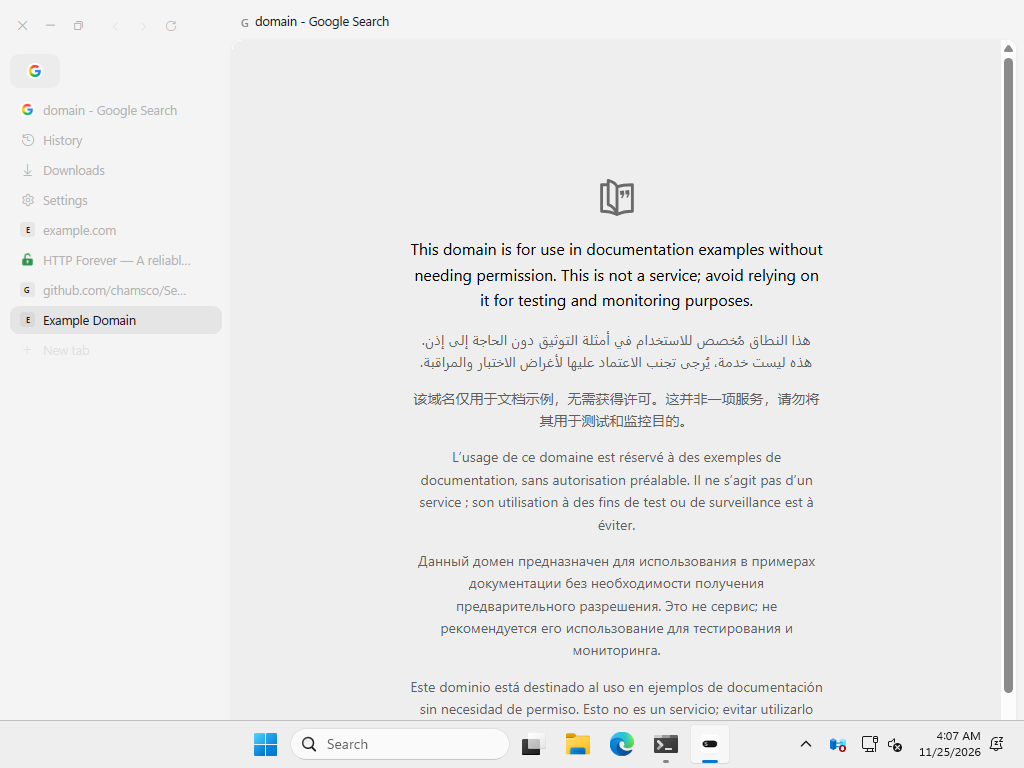 domain - Google Search
domain - Google Search
History
Downloads
Settings
E example.com
HTTP Forever — A reliabl...
G github.com/chamsco/Se...
E Example Domain
+ New tab
G domain - Google Search
This domain is for use in documentation examples without
needing permission. This is not a service; avoid relying on
it for testing and monitoring purposes.
هذا النطاق مُخصص للاستخدام في أمثلة التوثيق دون الحاجة إلى إذن.
هذه ليست خدمة، يُرجى تجنب الاعتماد عليها لأغراض الاختبار والمراقبة.
该域名仅用于文档示例，无需获得许可。这并非一项服务，请勿将
其用于测试和监控目的。
L’usage de ce domaine est réservé à des exemples de
documentation, sans autorisation préalable. Il ne s’agit pas d’un
service ; son utilisation à des fins de test ou de surveillance est à
éviter.
Данный домен предназначен для использования в примерах
документации без необходимости получения
предварительного разрешения. Это не сервис; не
рекомендуется его использование для тестирования и
мониторинга.
Este dominio está destinado al uso en ejemplos de documentación
sin necesidad de permiso. Esto no es un servicio; evitar utilizarlo
Search
4:07 AM
11/25/2026